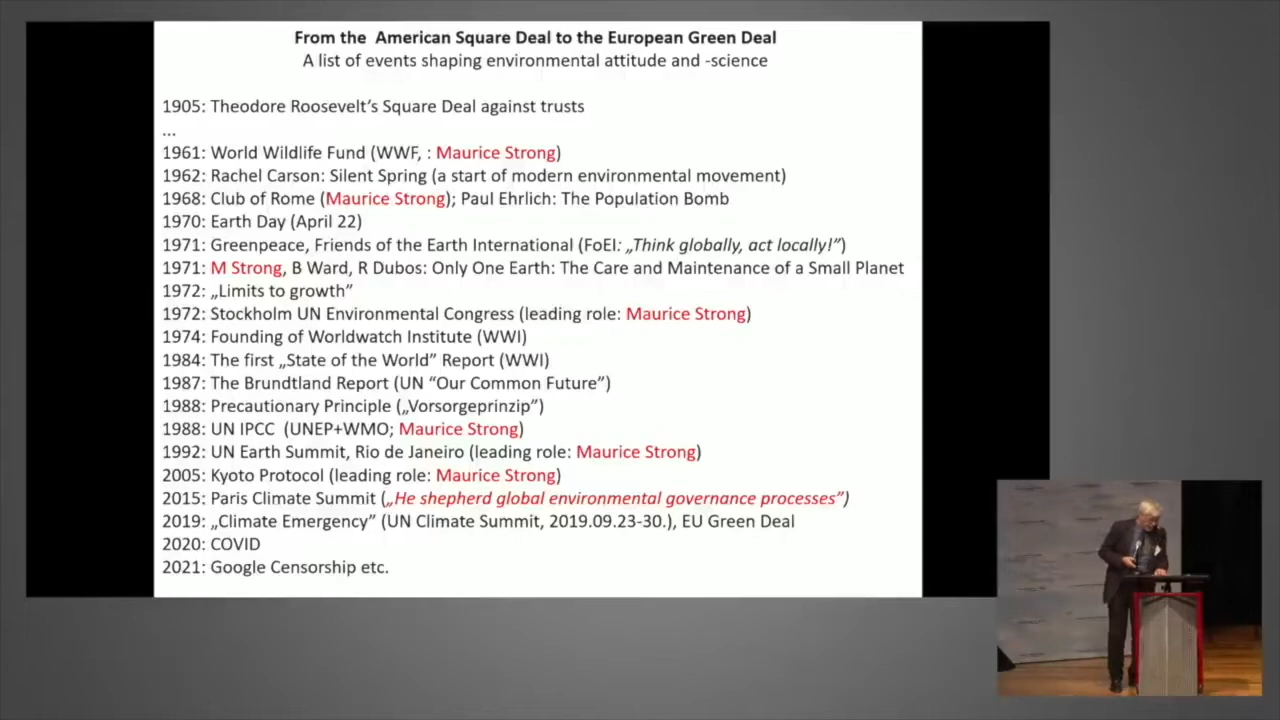 From the American Square Deal to the European Green Deal
A list of events shaping environmental attitude and -science
1905: Theodore Roosevelt's Square Deal against trusts
...
1961: World Wildlife Fund (WWF, : Maurice Strong)
1962: Rachel Carson: Silent Spring (a start of modern environmental movement)
1968: Club of Rome (Maurice Strong); Paul Ehrlich: The Population Bomb
1970: Earth Day (April 22)
1971: Greenpeace, Friends of the Earth International (FoEI: „Think globally, act locally!”)
1971: M Strong, B Ward, R Dubos: Only One Earth: The Care and Maintenance of a Small Planet
1972: „Limits to growth”
1972: Stockholm UN Environmental Congress (leading role: Maurice Strong)
1974: Founding of Worldwatch Institute (WWI)
1984: The first „State of the World” Report (WWI)
1987: The Brundtland Report (UN “Our Common Future”)
1988: Precautionary Principle („Vorsorgeprinzip”)
1988: UN IPCC (UNEP+WMO; Maurice Strong)
1992: UN Earth Summit, Rio de Janeiro (leading role: Maurice Strong)
2005: Kyoto Protocol (leading role: Maurice Strong)
2015: Paris Climate Summit („He shepherd global environmental governance processes”)
2019: „Climate Emergency” (UN Climate Summit, 2019.09.23-30.), EU Green Deal
2020: COVID
2021: Google Censorship etc.